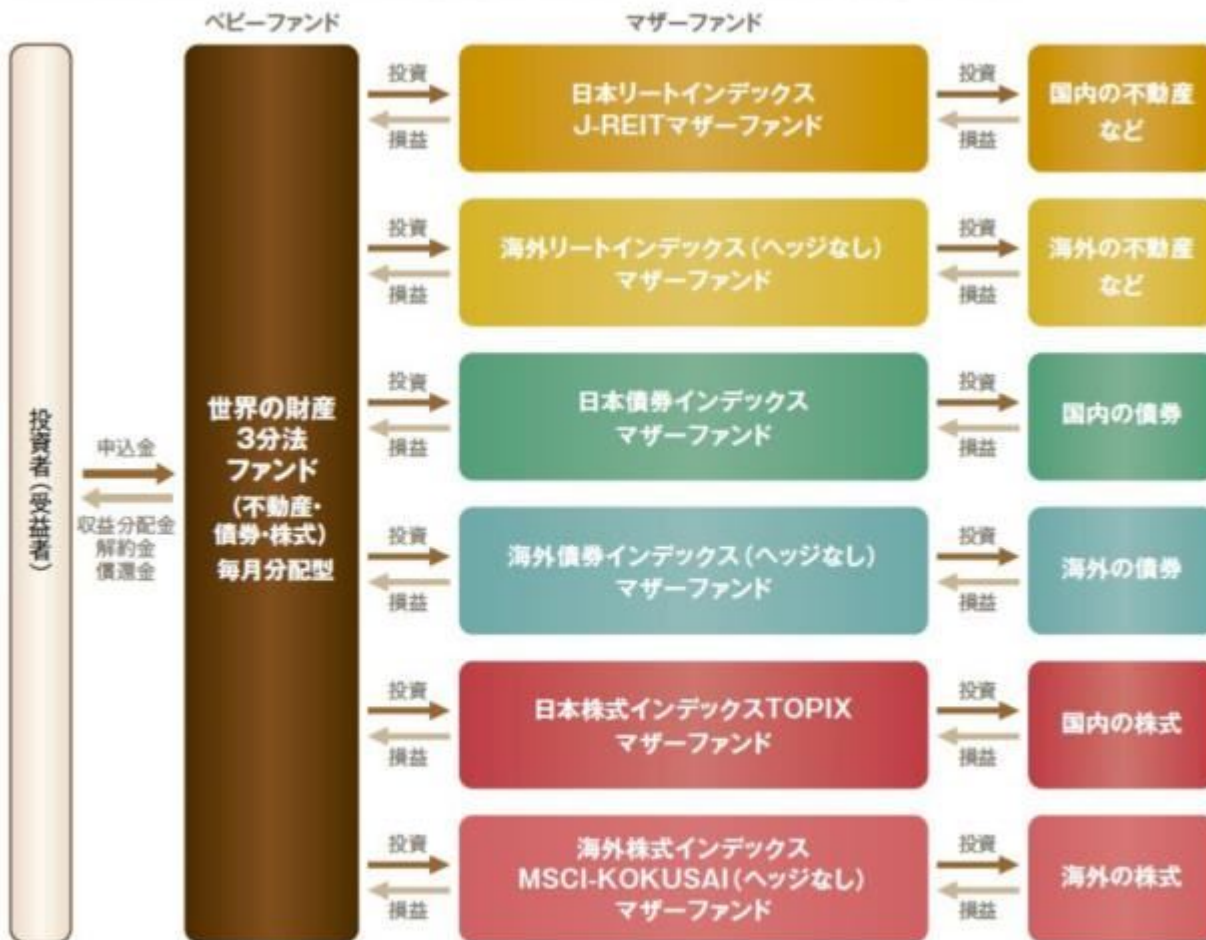 ベビーファンド
マザーファンド
投資者(受益者)
申込金
収益分配金
解約金
償還金
世界の財産
3分法
ファンド
(不動産・
債券・株式)
毎月分配型
投資
損益
日本リートインデックス
J-REITマザーファンド
投資
損益
国内の不動産
など
投資
損益
海外リートインデックス(ヘッジなし)
マザーファンド
投資
損益
海外の不動産
など
投資
損益
日本債券インデックス
マザーファンド
投資
損益
国内の債券
投資
損益
海外債券インデックス(ヘッジなし)
マザーファンド
投資
損益
海外の債券
投資
損益
日本株式インデックスTOPIX
マザーファンド
投資
損益
国内の株式
投資
損益
海外株式インデックス
MSCI-KOKUSAI(ヘッジなし)
マザーファンド
投資
損益
海外の株式